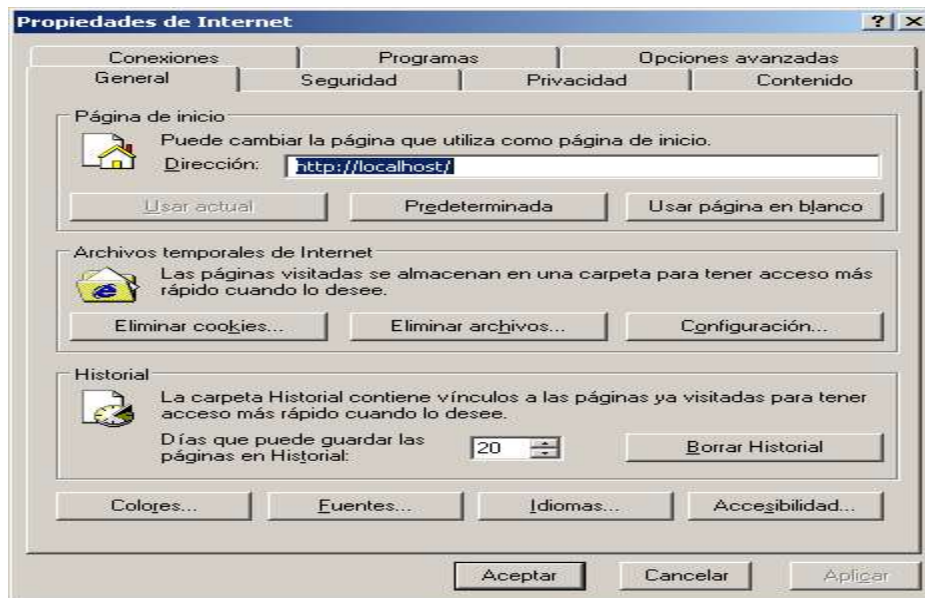 Propiedades de Internet
Conexiones Programas Opciones avanzadas
General Seguridad Privacidad Contenido
Página de inicio
Puede cambiar la página que utiliza como página de inicio.
Dirección: http://localhost/
Usar actual Predeterminada Usar página en blanco
Archivos temporales de Internet
Las páginas visitadas se almacenan en una carpeta para tener acceso más
rápido cuando lo desee.
Eliminar cookies... Eliminar archivos... Configuración...
Historial
La carpeta Historial contiene vínculos a las páginas ya visitadas para tener
acceso más rápido cuando lo desee.
Días que puede guardar las
páginas en Historial: 20 Borrar Historial
Colores... Fuentes... Idiomas... Accesibilidad...
Aceptar Cancelar Aplicar